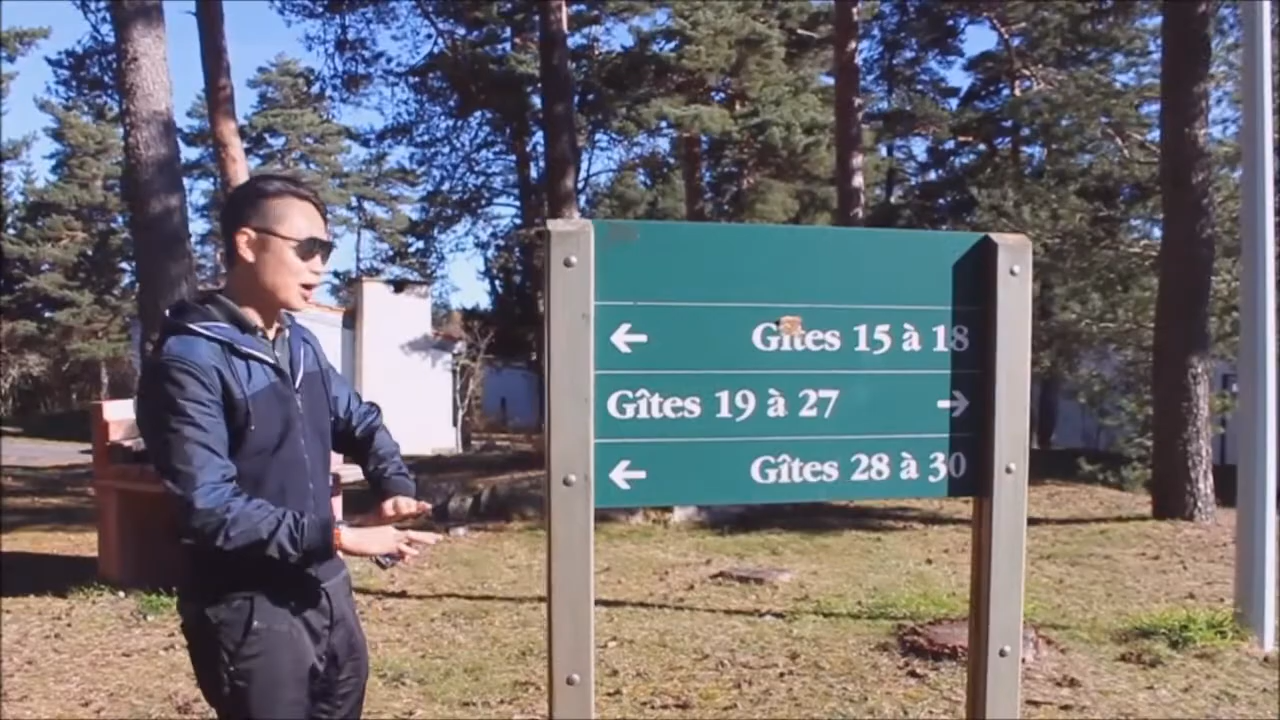 ← Gîtes 15 à 18
Gîtes 19 à 27 →
← Gîtes 28 à 30